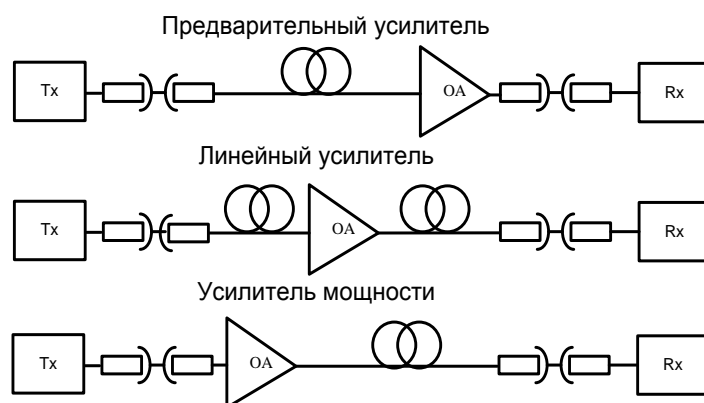 Предварительный усилитель
Tx OA Rx
Линейный усилитель
Tx OA Rx
Усилитель мощности
Tx OA Rx